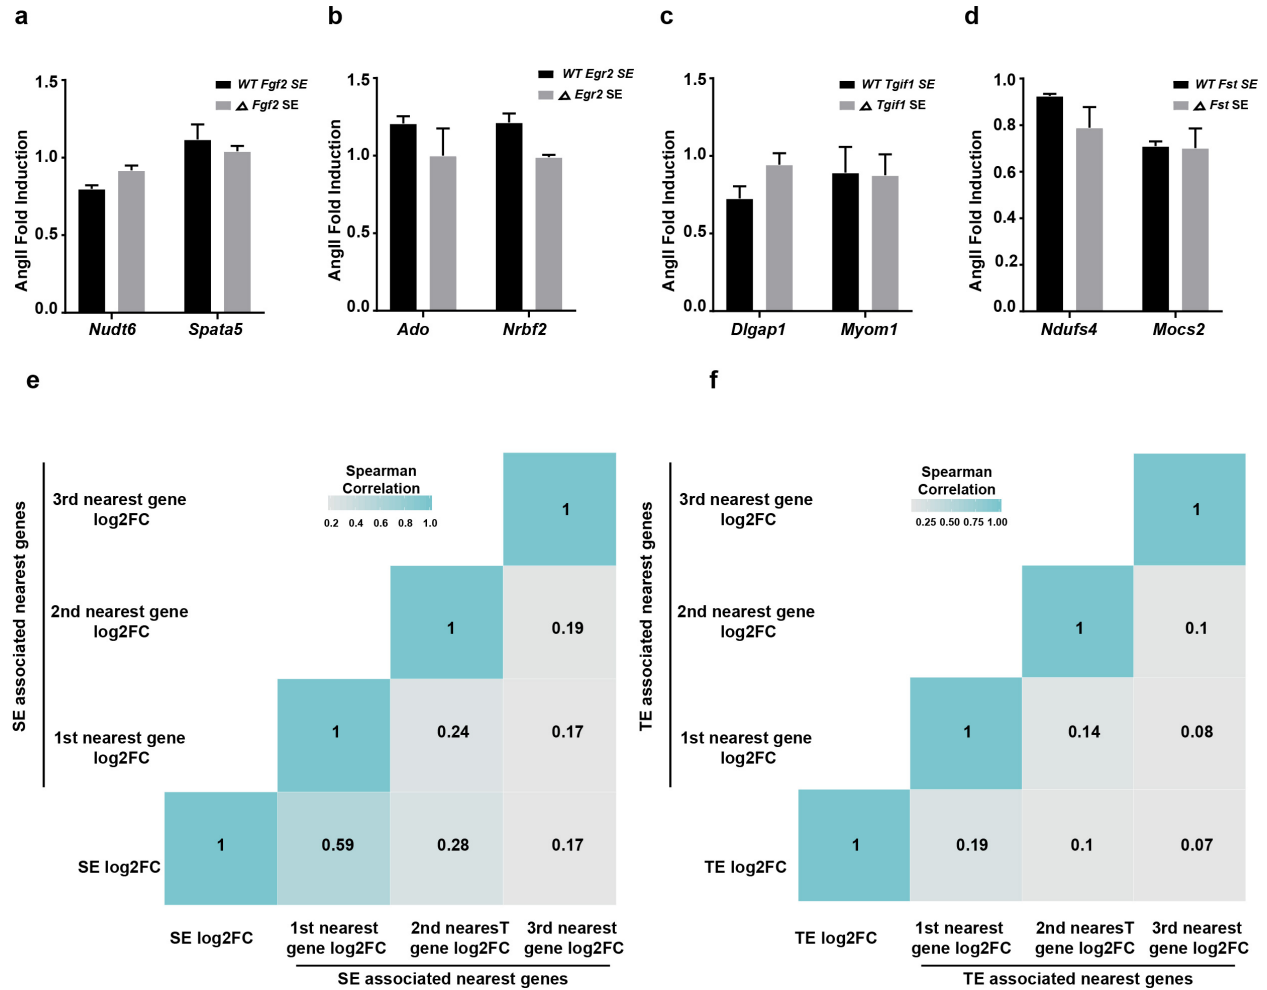 a
b
c
d
AngII Fold Induction
1.5
1.0
0.5
0.0
WT Fgf2 SE
△ Fgf2 SE
Nudt6
Spata5
AngII Fold Induction
1.5
1.0
0.5
0.0
WT Egr2 SE
△ Egr2 SE
Ado
Nrbf2
AngII Fold Induction
1.5
1.0
0.5
0.0
WT Tgif1 SE
△ Tgif1 SE
Dlgap1
Myom1
AngII Fold Induction
1.0
0.8
0.6
0.4
0.2
0.0
WT Fst SE
△ Fst SE
Ndufs4
Mocs2
e
SE associated nearest genes
3rd nearest gene
log2FC
2nd nearest gene
log2FC
1st nearest gene
log2FC
SE log2FC
Spearman
Correlation
0.2 0.4 0.6 0.8 1.0
1
1
0.19
1
0.24
0.17
1
0.59
0.28
0.17
SE log2FC
1st nearest
gene log2FC
2nd nearesT
gene log2FC
3rd nearest
gene log2FC
SE associated nearest genes
f
TE associated nearest genes
3rd nearest gene
log2FC
2nd nearest gene
log2FC
1st nearest gene
log2FC
TE log2FC
Spearman
Correlation
0.25 0.50 0.75 1.00
1
1
0.1
1
0.14
0.08
1
0.19
0.1
0.07
TE log2FC
1st nearest
gene log2FC
2nd nearesT
gene log2FC
3rd nearest
gene log2FC
TE associated nearest genes